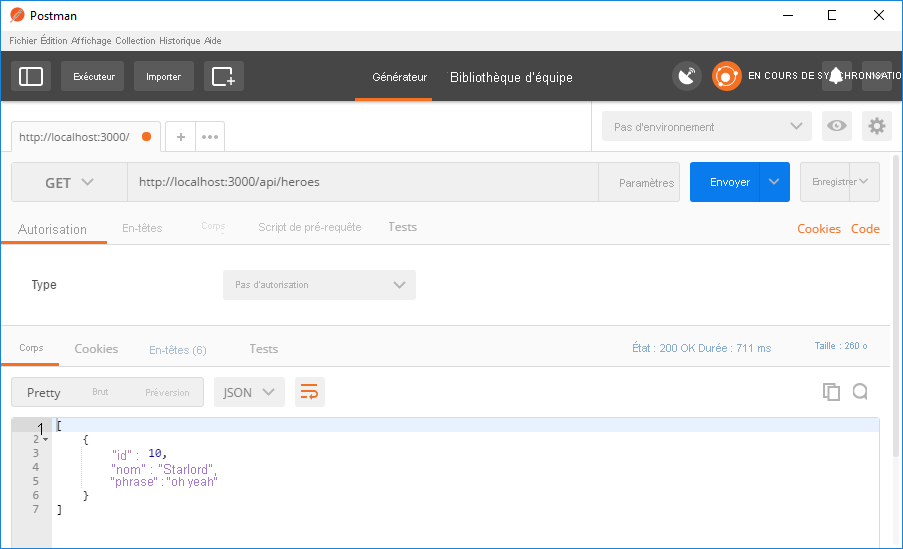 Postman
Fichier Édition Affichage Collection Historique Aide
Exécuteur Importer Générateur Bibliothèque d'équipe EN COURS DE SYNCHRONISATIO
http://localhost:3000/ + ••• Pas d'environnement
GET http://localhost:3000/api/heroes Paramètres Envoyer Enregistrer
Autorisation En-têtes Corps Script de pré-requête Tests Cookies Code
Type Pas d'autorisation
Corps Cookies En-têtes (6) Tests État : 200 OK Durée : 711 ms Taille : 260 o
Pretty Brut Préversion JSON
1 [
2 {
3 "id" : 10,
4 "nom" : "Starlord",
5 "phrase" :"oh yeah"
6 }
7 ]